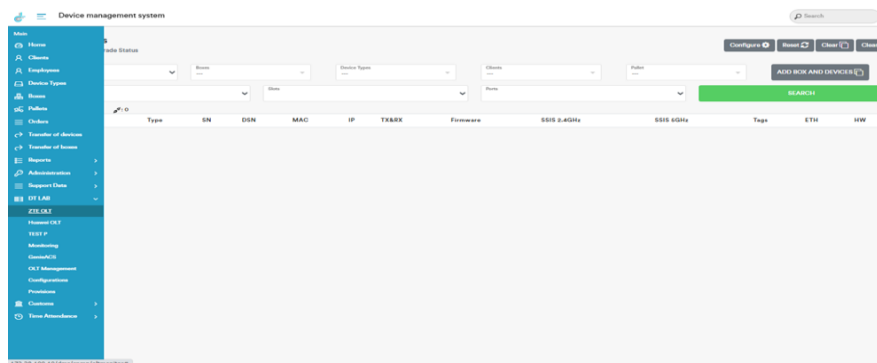 Device management system
Search
Main
Home
Clients
Employees
Device Types
Boxes
Pallets
Orders
Transfer of devices
Transfer of boxes
Reports
Administration
Support Data
DT LAB
ZTE OLT
Huawei OLT
TEST P
Monitoring
GenieACS
OLT Management
Configurations
Provisions
Customs
Time Attendance
s
rade Status
Configure
Reset
Clear
Clear
Boxes
---
Device Types
---
Clients
---
Pallet
---
ADD BOX AND DEVICES
Slots
Ports
SEARCH
: 0
Type SN DSN MAC IP TX&RX Firmware SSIS 2.4GHz SSIS 5GHz Tags ETH HW